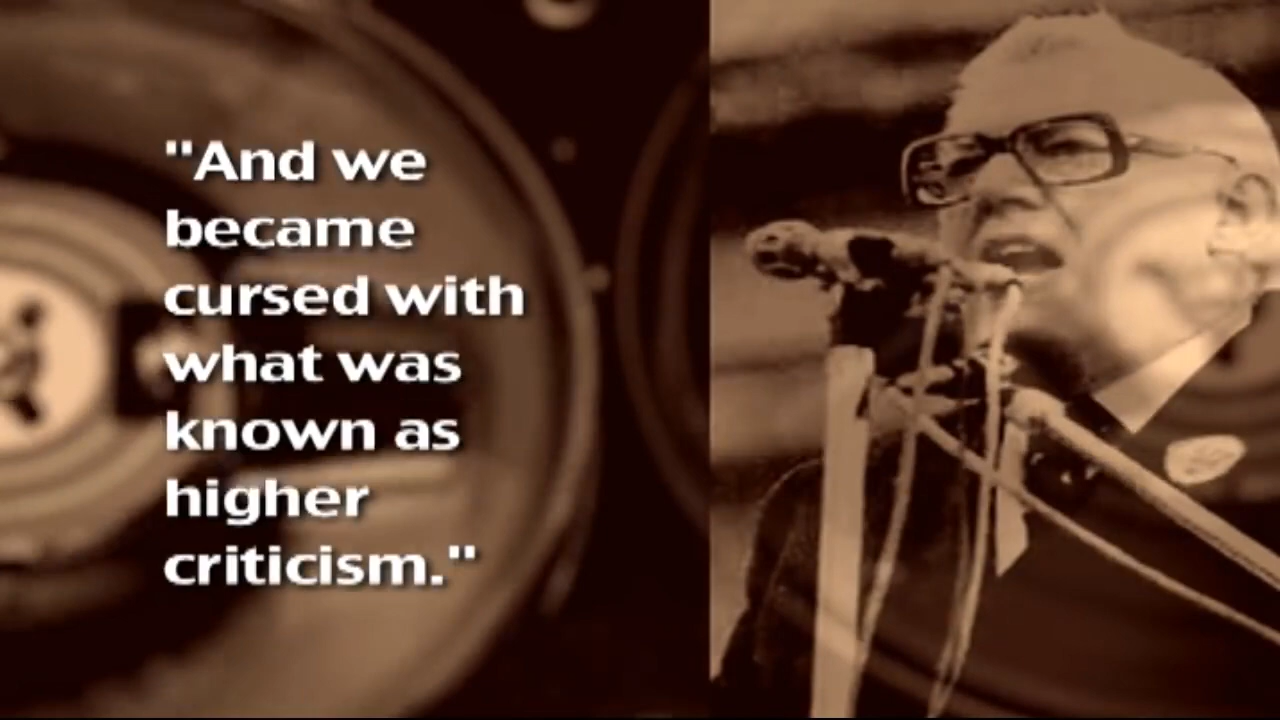 "And we
became
cursed with
what was
known as
higher
criticism."